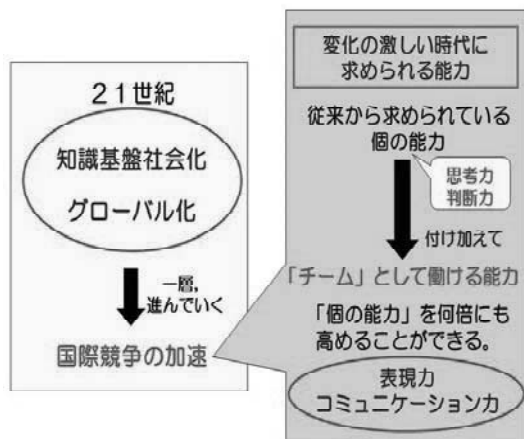 21世紀
知識基盤社会化
グローバル化
一層,
進んでいく
国際競争の加速
変化の激しい時代に
求められる能力
従来から求められている
個の能力
思考力
判断力
付け加えて
「チーム」として働ける能力
「個の能力」を何倍にも
高めることができる。
表現力
コミュニケーション力